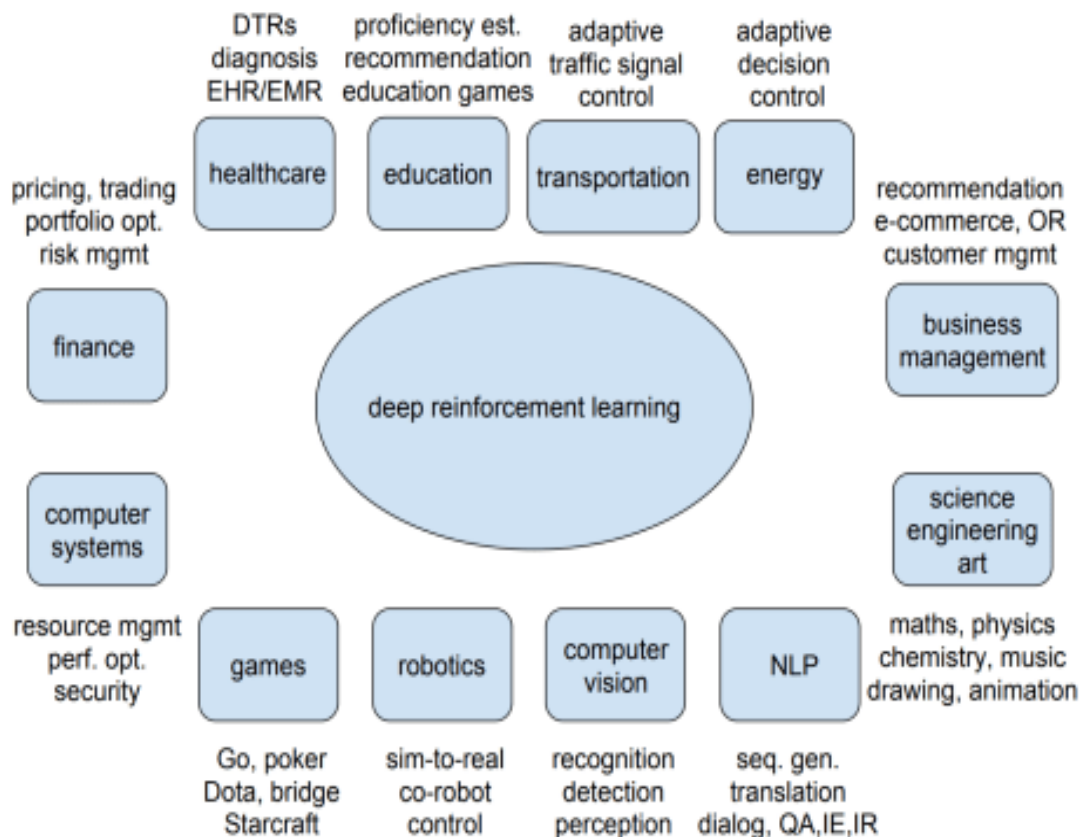 DTRs
diagnosis
EHR/EMR
healthcare
proficiency est.
recommendation
education games
education
adaptive
traffic signal
control
transportation
adaptive
decision
control
energy
pricing, trading
portfolio opt.
risk mgmt
finance
recommendation
e-commerce, OR
customer mgmt
business
management
deep reinforcement learning
computer
systems
resource mgmt
perf. opt.
security
science
engineering
art
maths, physics
chemistry, music
drawing, animation
games
Go, poker
Dota, bridge
Starcraft
robotics
sim-to-real
co-robot
control
computer
vision
recognition
detection
perception
NLP
seq. gen.
translation
dialog, QA,IE,IR